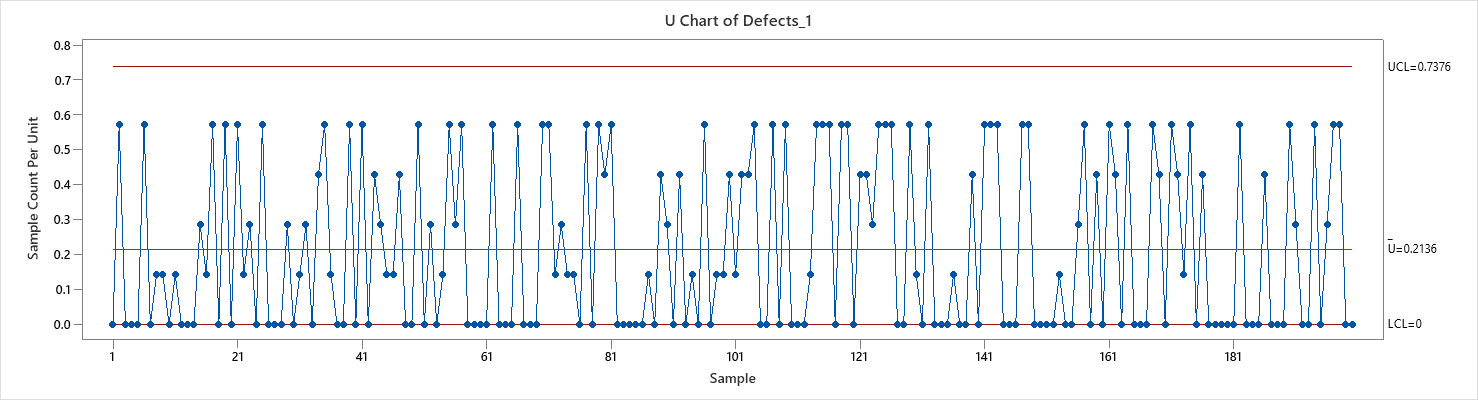 U Chart of Defects_1
0.8
0.7
0.6
0.5
0.4
0.3
0.2
0.1
0.0
Sample Count Per Unit
UCL=0.7376
U̅=0.2136
LCL=0
1 21 41 61 81 101 121 141 161 181
Sample